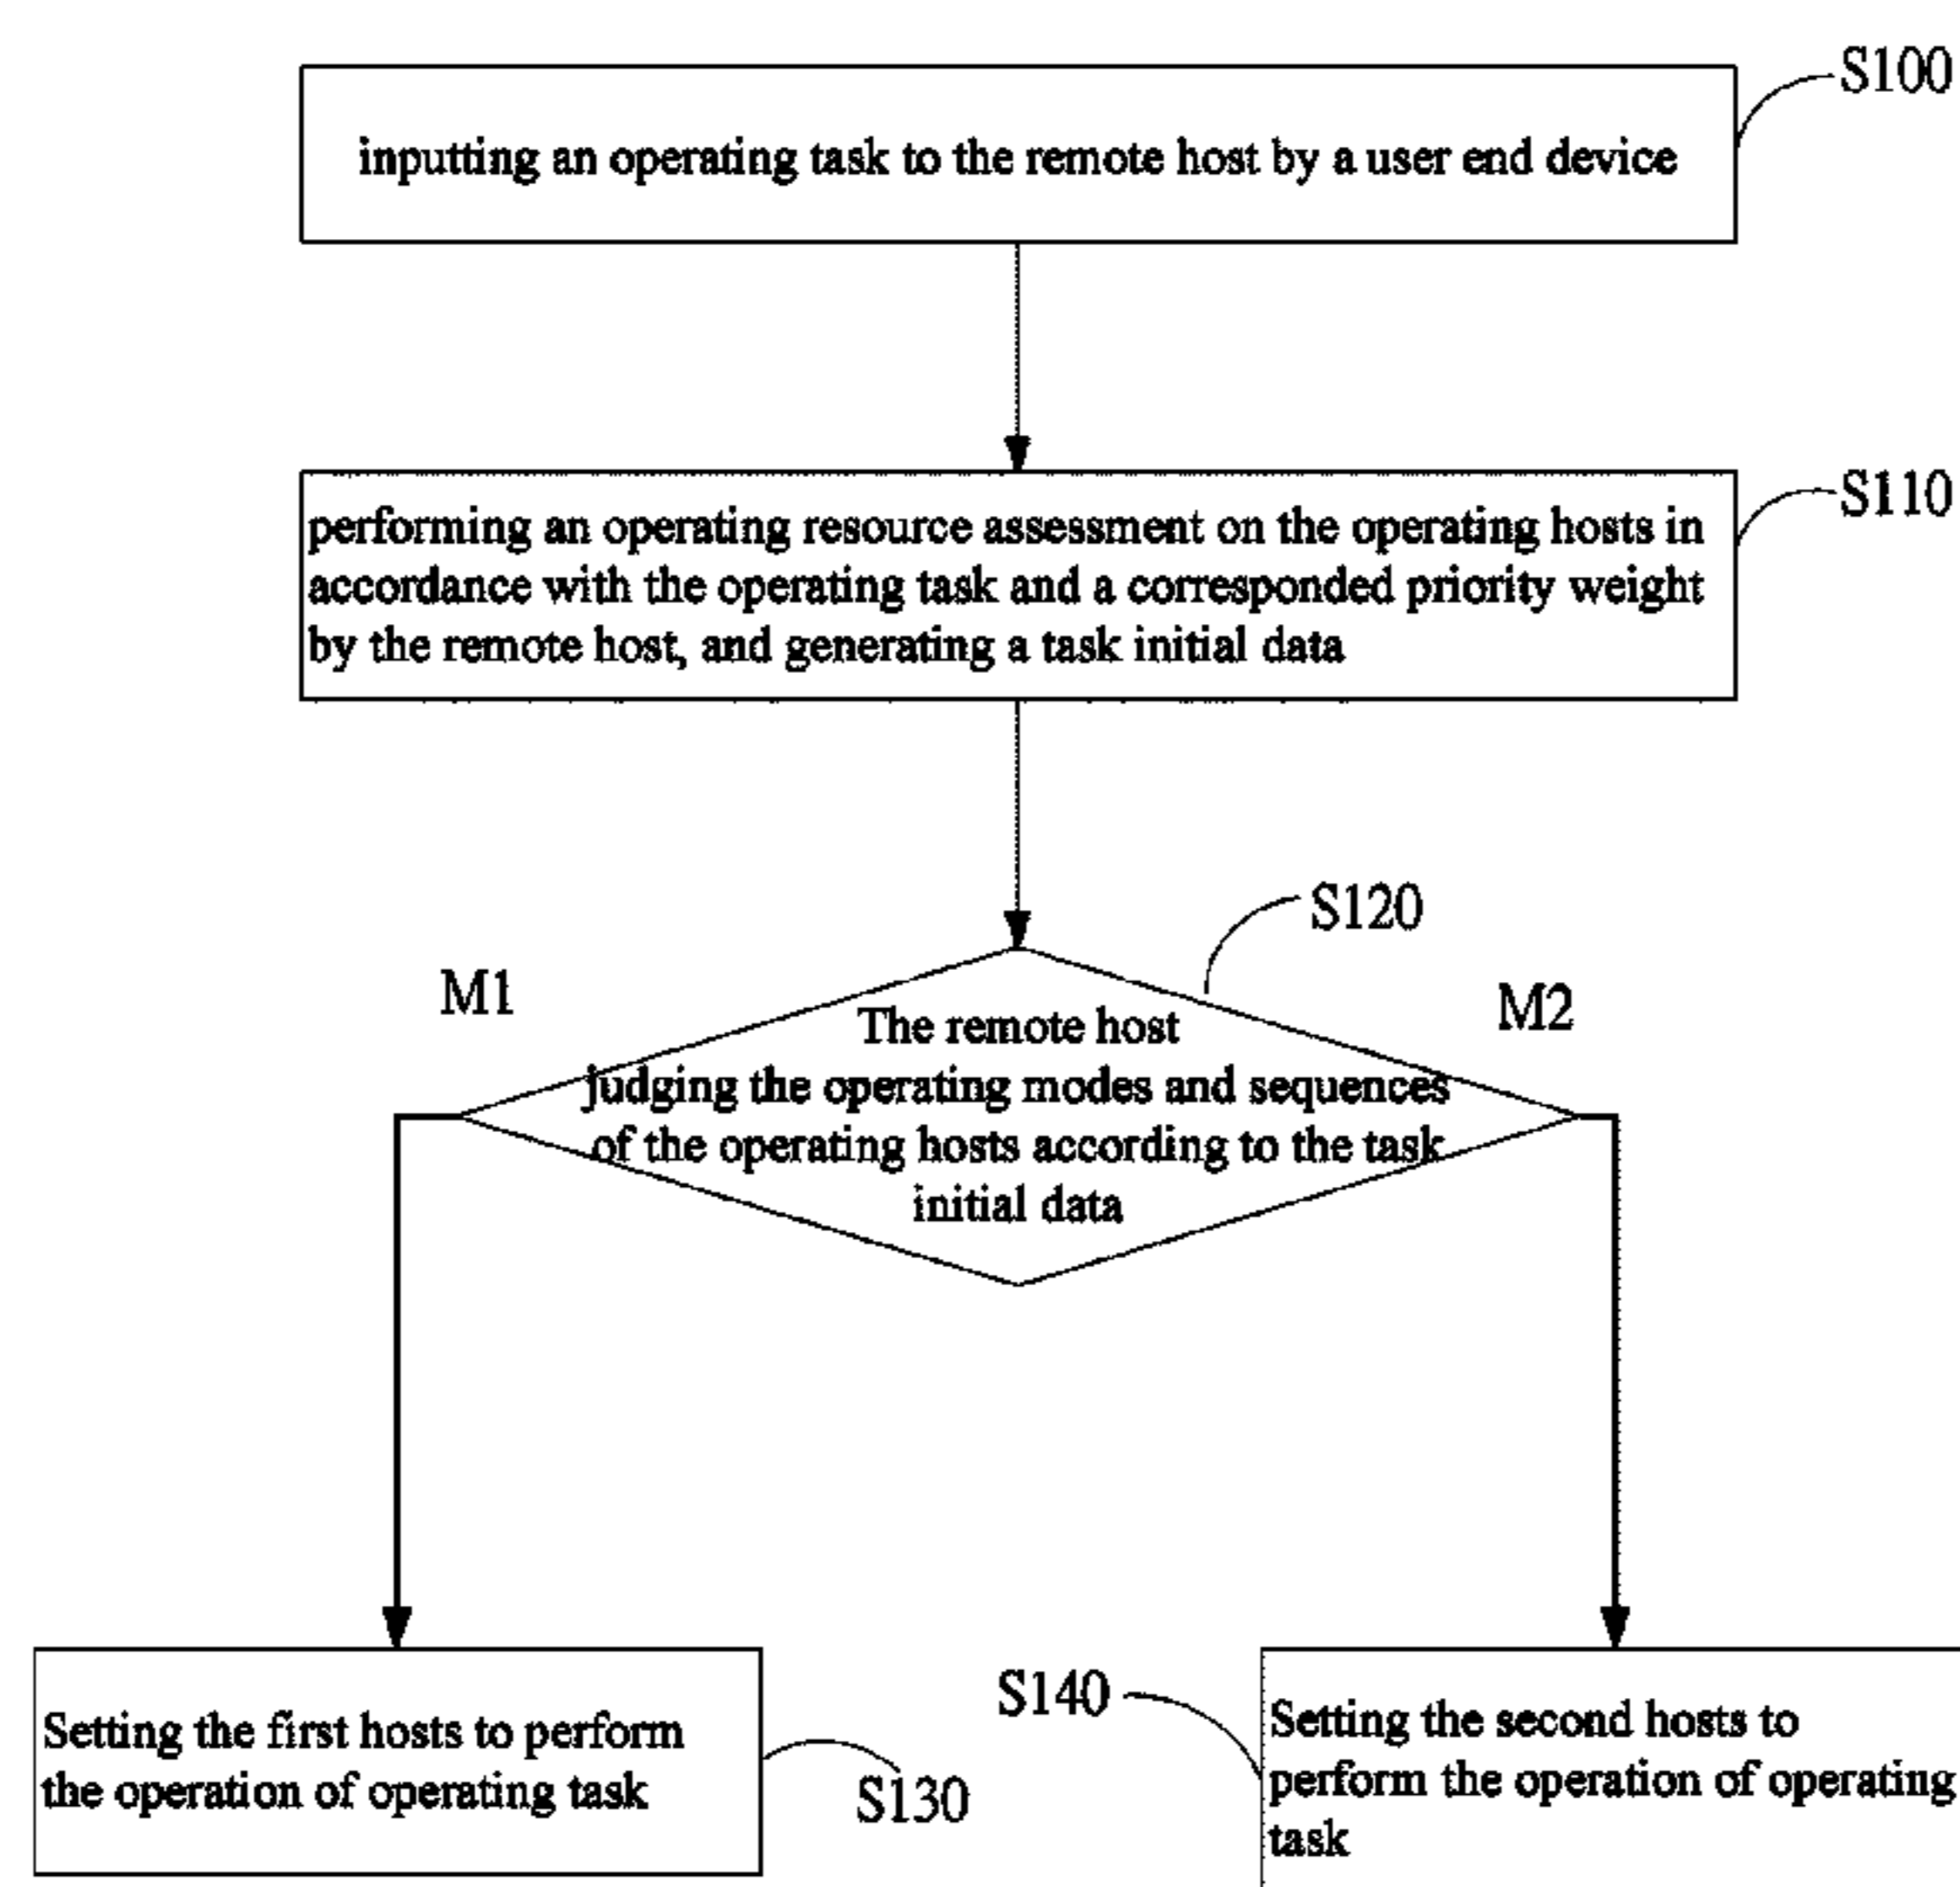 S100
inputting an operating task to the remote host by a user end device
S110
performing an operating resource assessment on the operating hosts in
accordance with the operating task and a corresponded priority weight
by the remote host, and generating a task initial data
S120
M1
M2
The remote host
judging the operating modes and sequences
of the operating hosts according to the task
initial data
Setting the first hosts to perform
the operation of operating task
S130
S140
Setting the second hosts to
perform the operation of operating
task